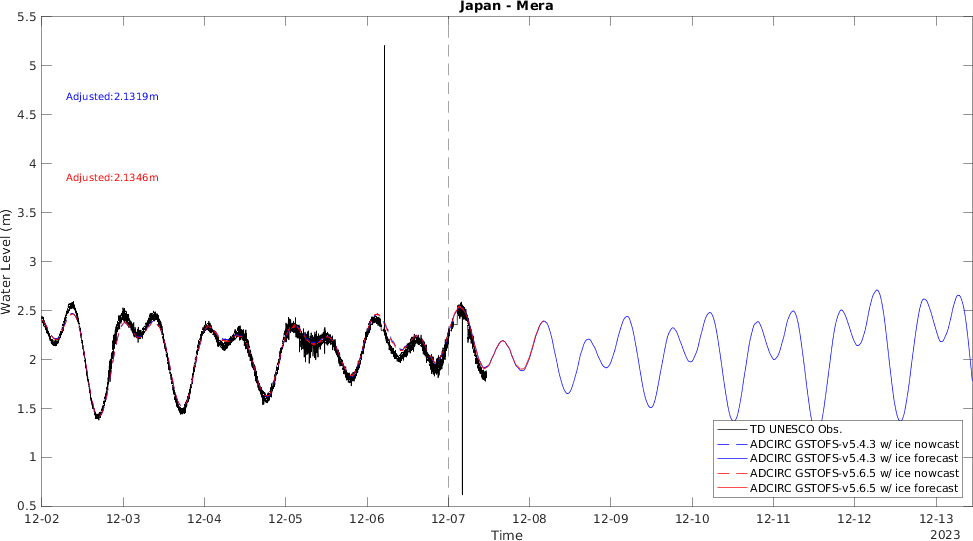 Japan - Mera
5.5
5
4.5
4
3.5
3
2.5
2
1.5
1
0.5
Water Level (m)
Adjusted:2.1319m
Adjusted:2.1346m
TD UNESCO Obs.
ADCIRC GSTOFS-v5.4.3 w/ ice nowcast
ADCIRC GSTOFS-v5.4.3 w/ ice forecast
ADCIRC GSTOFS-v5.6.5 w/ ice nowcast
ADCIRC GSTOFS-v5.6.5 w/ ice forecast
12-02 12-03 12-04 12-05 12-06 12-07 12-08 12-09 12-10 12-11 12-12 12-13
Time
2023